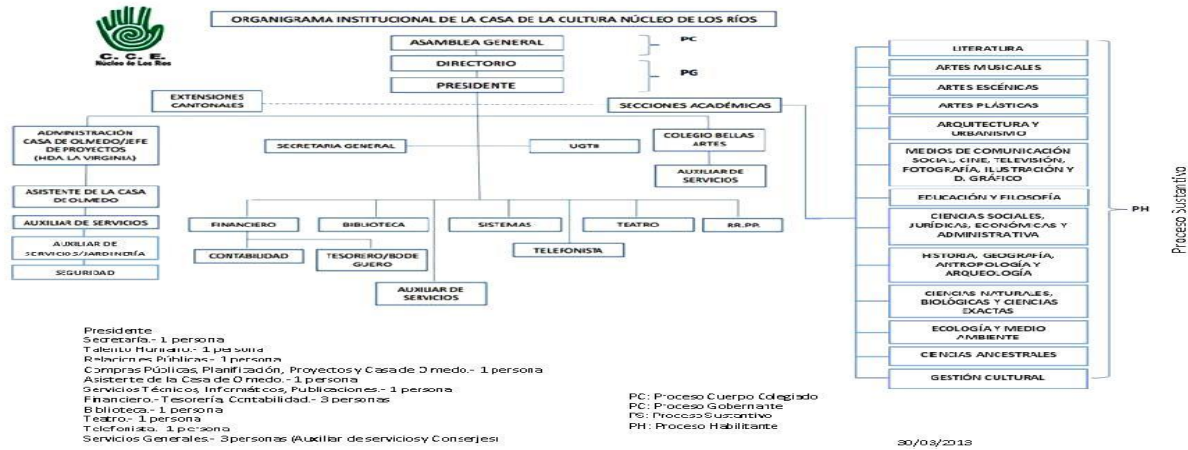 ORGANIGRAMA INSTITUCIONAL DE LA CASA DE LA CULTURA NÚCLEO DE LOS RÍOS
C. C. E.
Núcleo de Los Ríos
ASAMBLEA GENERAL
PC
DIRECTORIO
PG
PRESIDENTE
EXTENSIONES
CANTONALES
SECCIONES ACADÉMICAS
ADMINISTRACIÓN
CASA DE OLMEDO/JEFE
DE PROYECTOS
(HDA. LA VIRGINIA)
ASISTENTE DE LA CASA
DE OLMEDO
AUXILIAR DE SERVICIOS
AUXILIAR DE
SERVICIOS/JARDINERÍA
SEGURIDAD
SECRETARIA GENERAL
UGTH
COLEGIO BELLAS
ARTES
AUXILIAR DE
SERVICIOS
FINANCIERO
BIBLIOTECA
SISTEMAS
TEATRO
RR.PP.
CONTABILIDAD
TESORERO/BODE
GUERO
TELEFONISTA
AUXILIAR DE
SERVICIOS
LITERATURA
ARTES MUSICALES
ARTES ESCÉNICAS
ARTES PLÁSTICAS
ARQUITECTURA Y
URBANISMO
MEDIOS DE COMUNICACIÓN
SOCIAL, CINE, TELEVISIÓN,
FOTOGRAFÍA, ILUSTRACIÓN Y
D. GRÁFICO
EDUCACIÓN Y FILOSOFÍA
CIENCIAS SOCIALES,
JURÍDICAS, ECONÓMICAS Y
ADMINISTRATIVA
HISTORIA, GEOGRAFÍA,
ANTROPOLOGÍA Y
ARQUEOLOGÍA
CIENCIAS NATURALES,
BIOLÓGICAS Y CIENCIAS
EXACTAS
ECOLOGÍA Y MEDIO
AMBIENTE
CIENCIAS ANCESTRALES
GESTIÓN CULTURAL
PH
Proceso Sustantivo
Presidente
Secretaría.- 1 persona
Talento Humano.- 1 persona
Relaciones Públicas.- 1 persona
Compras Públicas, Planificación, Proyectos y Casa de Olmedo.- 1 persona
Asistente de la Casa de Olmedo.- 1 persona
Servicios Técnicos, Informáticos, Publicaciones.- 1 persona
Financiero.- Tesorería, Contabilidad.- 3 personas
Biblioteca.- 1 persona
Teatro.- 1 persona
Telefonista. 1 persona
Servicios Generales.- 3 personas (Auxiliar de servicios y Conserjes)
PC: Proceso Cuerpo Colegiado
PC: Proceso Gobernante
PS: Proceso Sustantivo
PH: Proceso Habilitante
30/03/2013